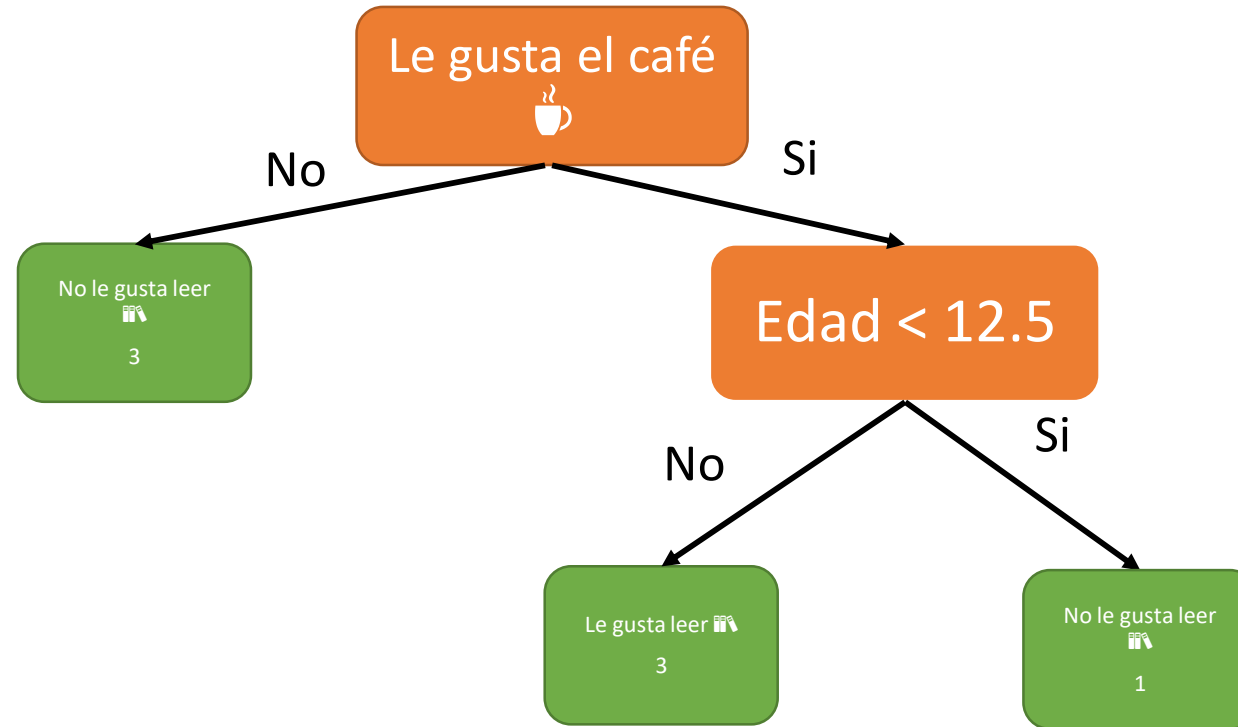 Le gusta el café
No
Si
No le gusta leer
3
Edad < 12.5
No
Si
Le gusta leer
3
No le gusta leer
1